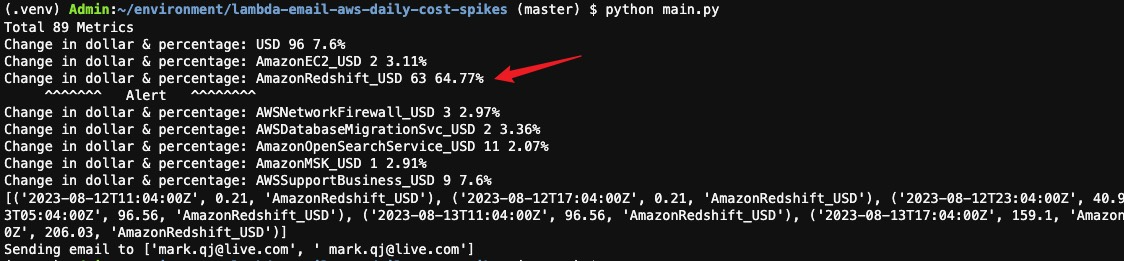 (.venv) Admin:~/environment/lambda-email-aws-daily-cost-spikes (master) $ python main.py
Total 89 Metrics
Change in dollar & percentage: USD 96 7.6%
Change in dollar & percentage: AmazonEC2_USD 2 3.11%
Change in dollar & percentage: AmazonRedshift_USD 63 64.77%
^^^^^^^ Alert ^^^^^^^^
Change in dollar & percentage: AWSNetworkFirewall_USD 3 2.97%
Change in dollar & percentage: AWSDatabaseMigrationSvc_USD 2 3.36%
Change in dollar & percentage: AmazonOpenSearchService_USD 11 2.07%
Change in dollar & percentage: AmazonMSK_USD 1 2.91%
Change in dollar & percentage: AWSSupportBusiness_USD 9 7.6%
[('2023-08-12T11:04:00Z', 0.21, 'AmazonRedshift_USD'), ('2023-08-12T17:04:00Z', 0.21, 'AmazonRedshift_USD'), ('2023-08-12T23:04:00Z', 40.9
3T05:04:00Z', 96.56, 'AmazonRedshift_USD'), ('2023-08-13T11:04:00Z', 96.56, 'AmazonRedshift_USD'), ('2023-08-13T17:04:00Z', 159.1, 'Amazo
0Z', 206.03, 'AmazonRedshift_USD')]
Sending email to ['mark.qj@live.com', ' mark.qj@live.com']